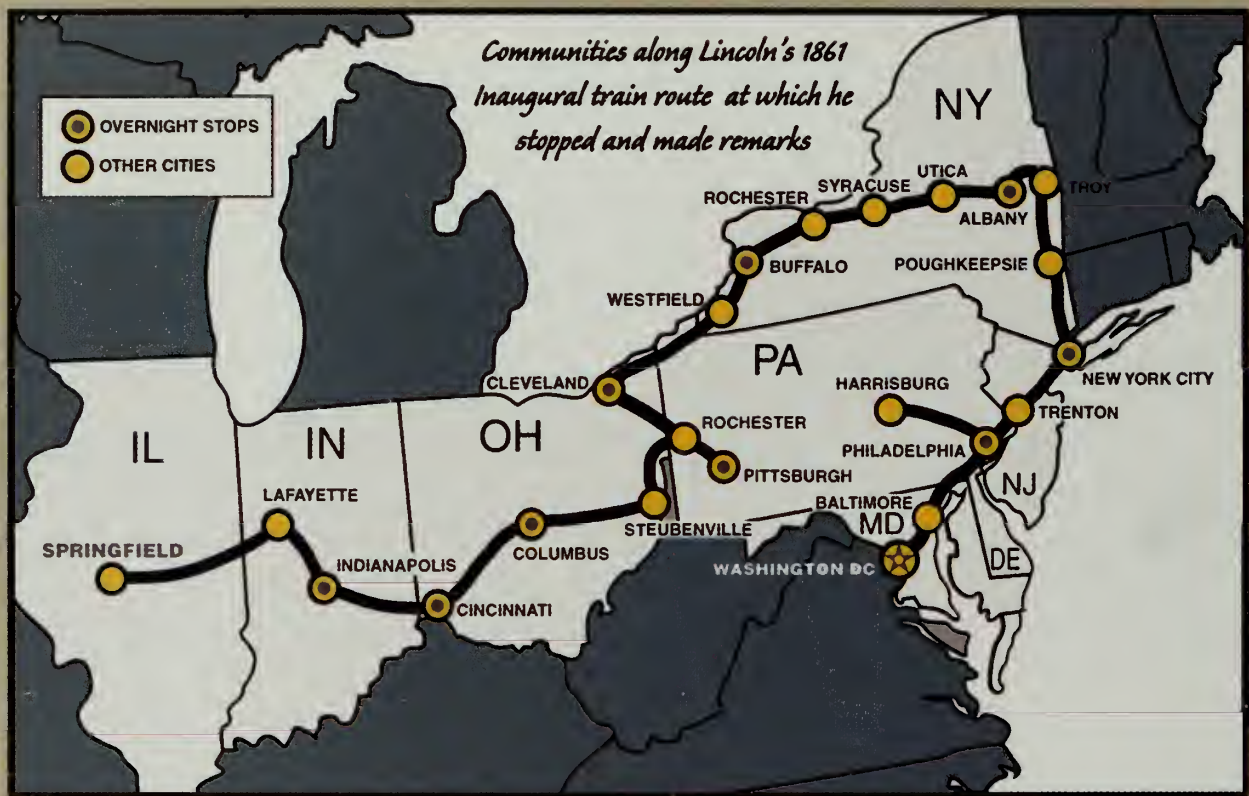 Communities along Lincoln's 1861
Inaugural train route at which he
stopped and made remarks
OVERNIGHT STOPS
OTHER CITIES
NY
UTICA
SYRACUSE
ROCHESTER
TROY
ALBANY
BUFFALO
POUGHKEEPSIE
WESTFIELD
PA
NEW YORK CITY
CLEVELAND
HARRISBURG
TRENTON
ROCHESTER
OH
IL
IN
PHILADELPHIA
PITTSBURGH
NJ
LAFAYETTE
BALTIMORE
STEUBENVILLE
MD
COLUMBUS
SPRINGFIELD
INDIANAPOLIS
WASHINGTON DC
DE
CINCINNATI